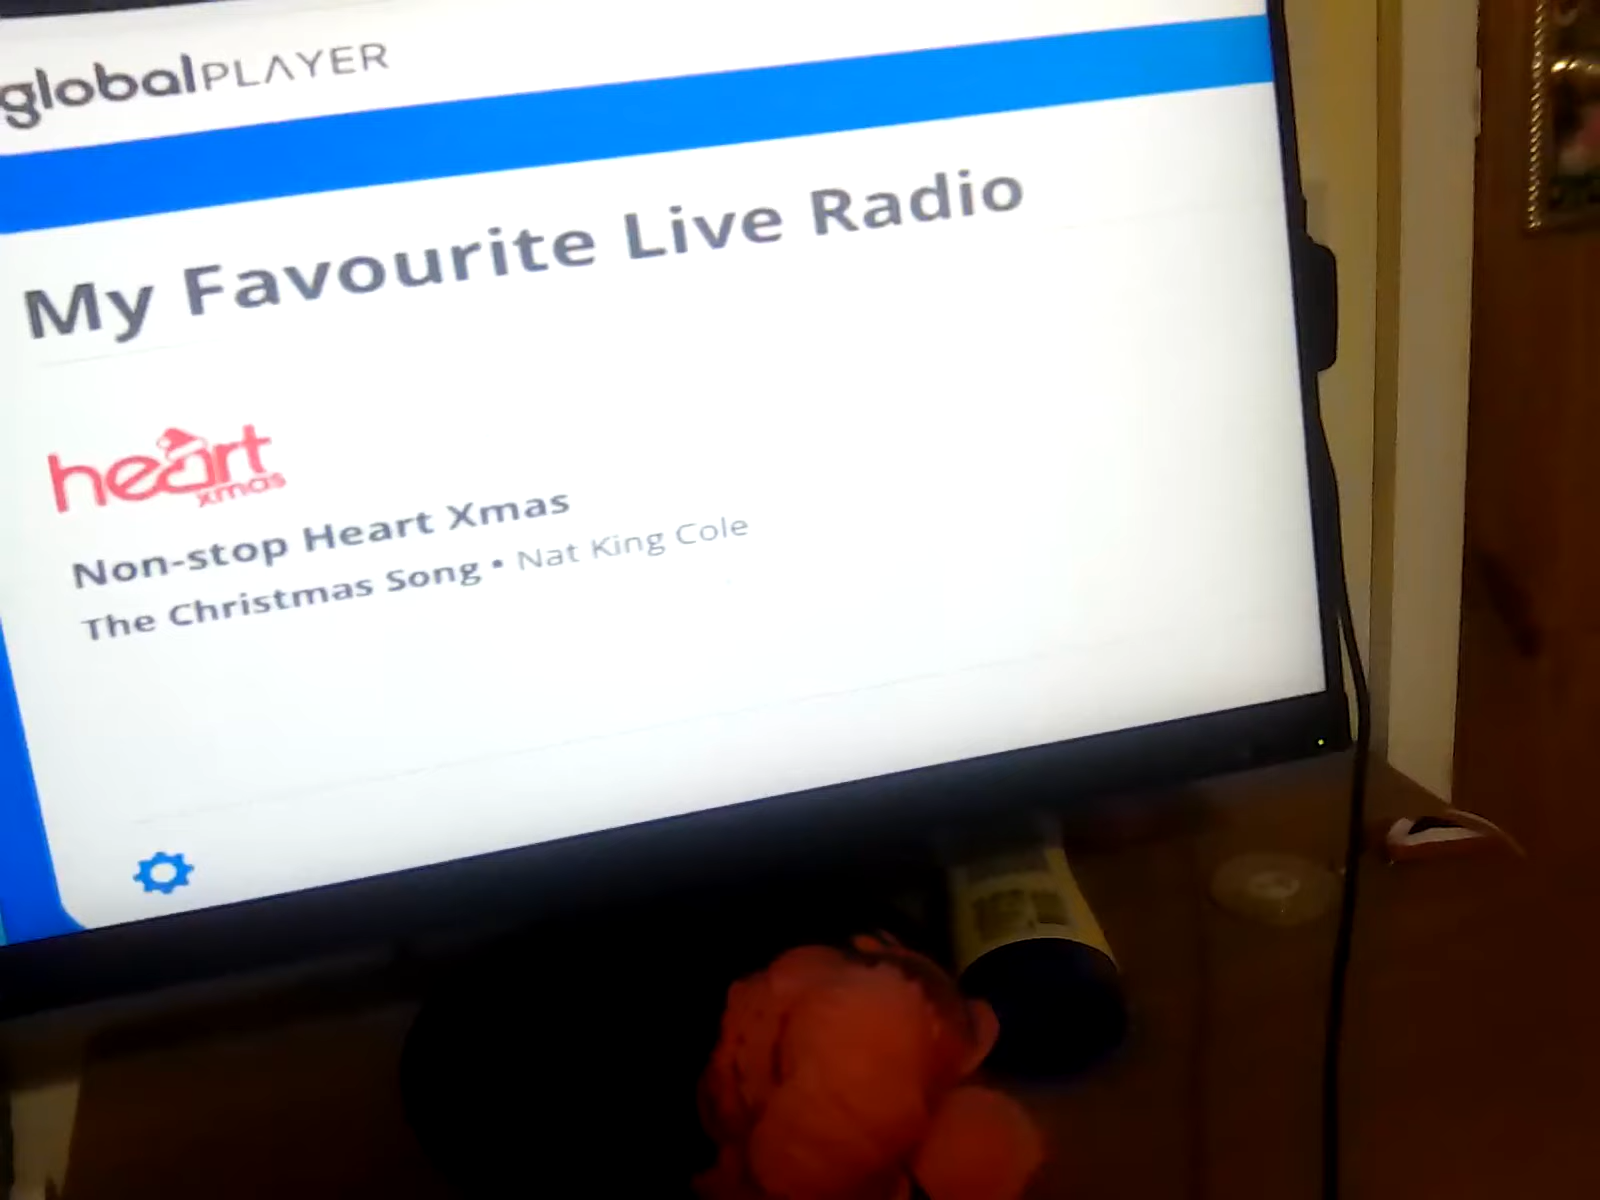 globalPLAYER
My Favourite Live Radio
heart
xmas
Non-stop Heart Xmas
The Christmas Song • Nat King Cole